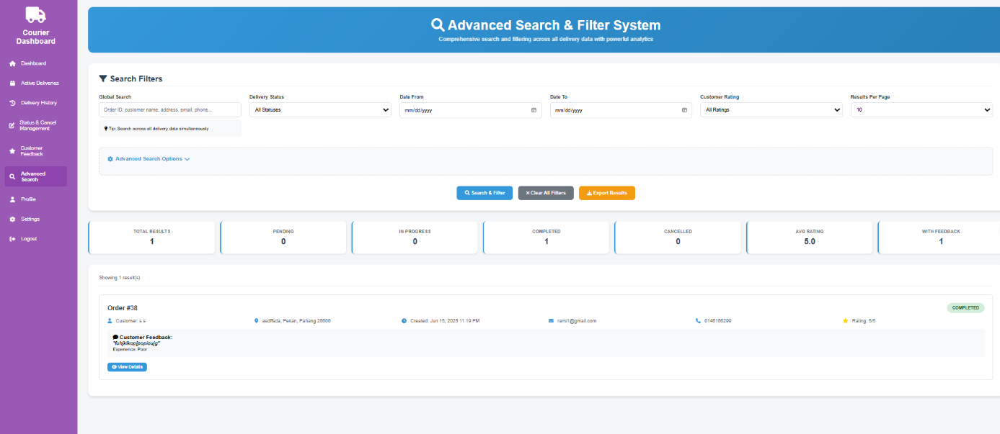 Courier
Dashboard
Dashboard
Active Deliveries
Delivery History
Status & Cancel
Management
Customer
Feedback
Advanced
Search
Profile
Settings
Logout
Advanced Search & Filter System
Comprehensive search and filtering across all delivery data with powerful analytics
Search Filters
Global Search
Order ID, customer name, address, email, phone...
Tip: Search across all delivery data simultaneously
Delivery Status
All Statuses
Date From
mm/dd/yyyy
Date To
mm/dd/yyyy
Customer Rating
All Ratings
Results Per Page
10
Advanced Search Options
Search & Filter
Clear All Filters
Export Results
TOTAL RESULTS
1
PENDING
0
IN PROGRESS
0
COMPLETED
1
CANCELLED
0
AVG RATING
5.0
WITH FEEDBACK
1
Showing 1 result(s)
Order #38
COMPLETED
Customer: s s
asdffsda, Pekan, Pahang 26600
Created: Jun 15, 2025 11:19 PM
rami1@gmail.com
0146166299
Rating: 5/5
Customer Feedback:
"fuhjklkop[popioujg"
Experience: Poor
View Details